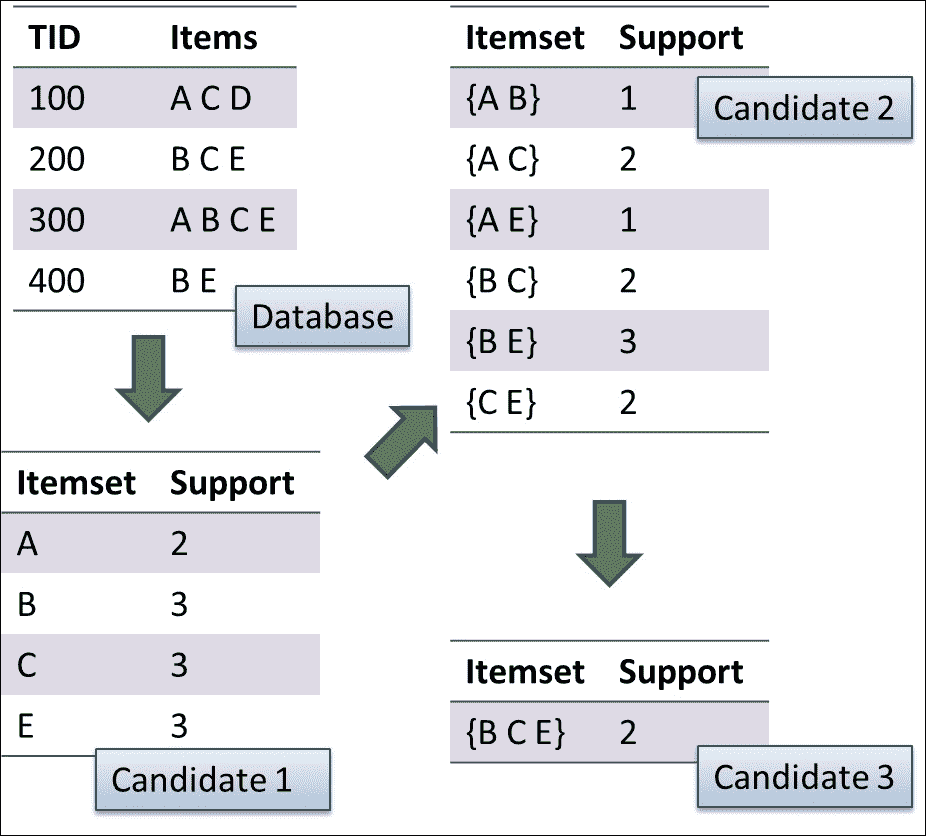 TID Items
100 A C D
200 B C E
300 A B C E
400 B E
Database
Itemset Support
A 2
B 3
C 3
E 3
Candidate 1
Itemset Support
{A B} 1
{A C} 2
{A E} 1
{B C} 2
{B E} 3
{C E} 2
Candidate 2
Itemset Support
{B C E} 2
Candidate 3